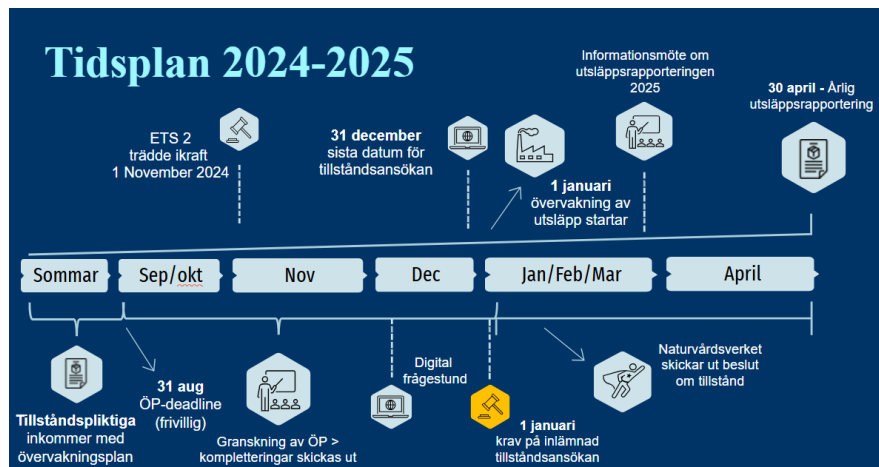 Tidsplan 2024-2025
ETS 2
trädde ikraft
1 November 2024
31 december
sista datum för
tillståndsansökan
1 januari
övervakning av
utsläpp startar
Informationsmöte om
utsläppsrapporteringen
2025
30 april - Årlig
utsläppsrapportering
Sommar
Sep/okt
Nov
Dec
Jan/Feb/Mar
April
Tillståndspliktiga
inkommer med
övervakningsplan
31 aug
ÖP-deadline
(frivillig)
Granskning av ÖP >
kompletteringar skickas ut
Digital
frågestund
1 januari
krav på inlämnad
tillståndsansökan
Naturvårdsverket
skickar ut beslut
om tillstånd